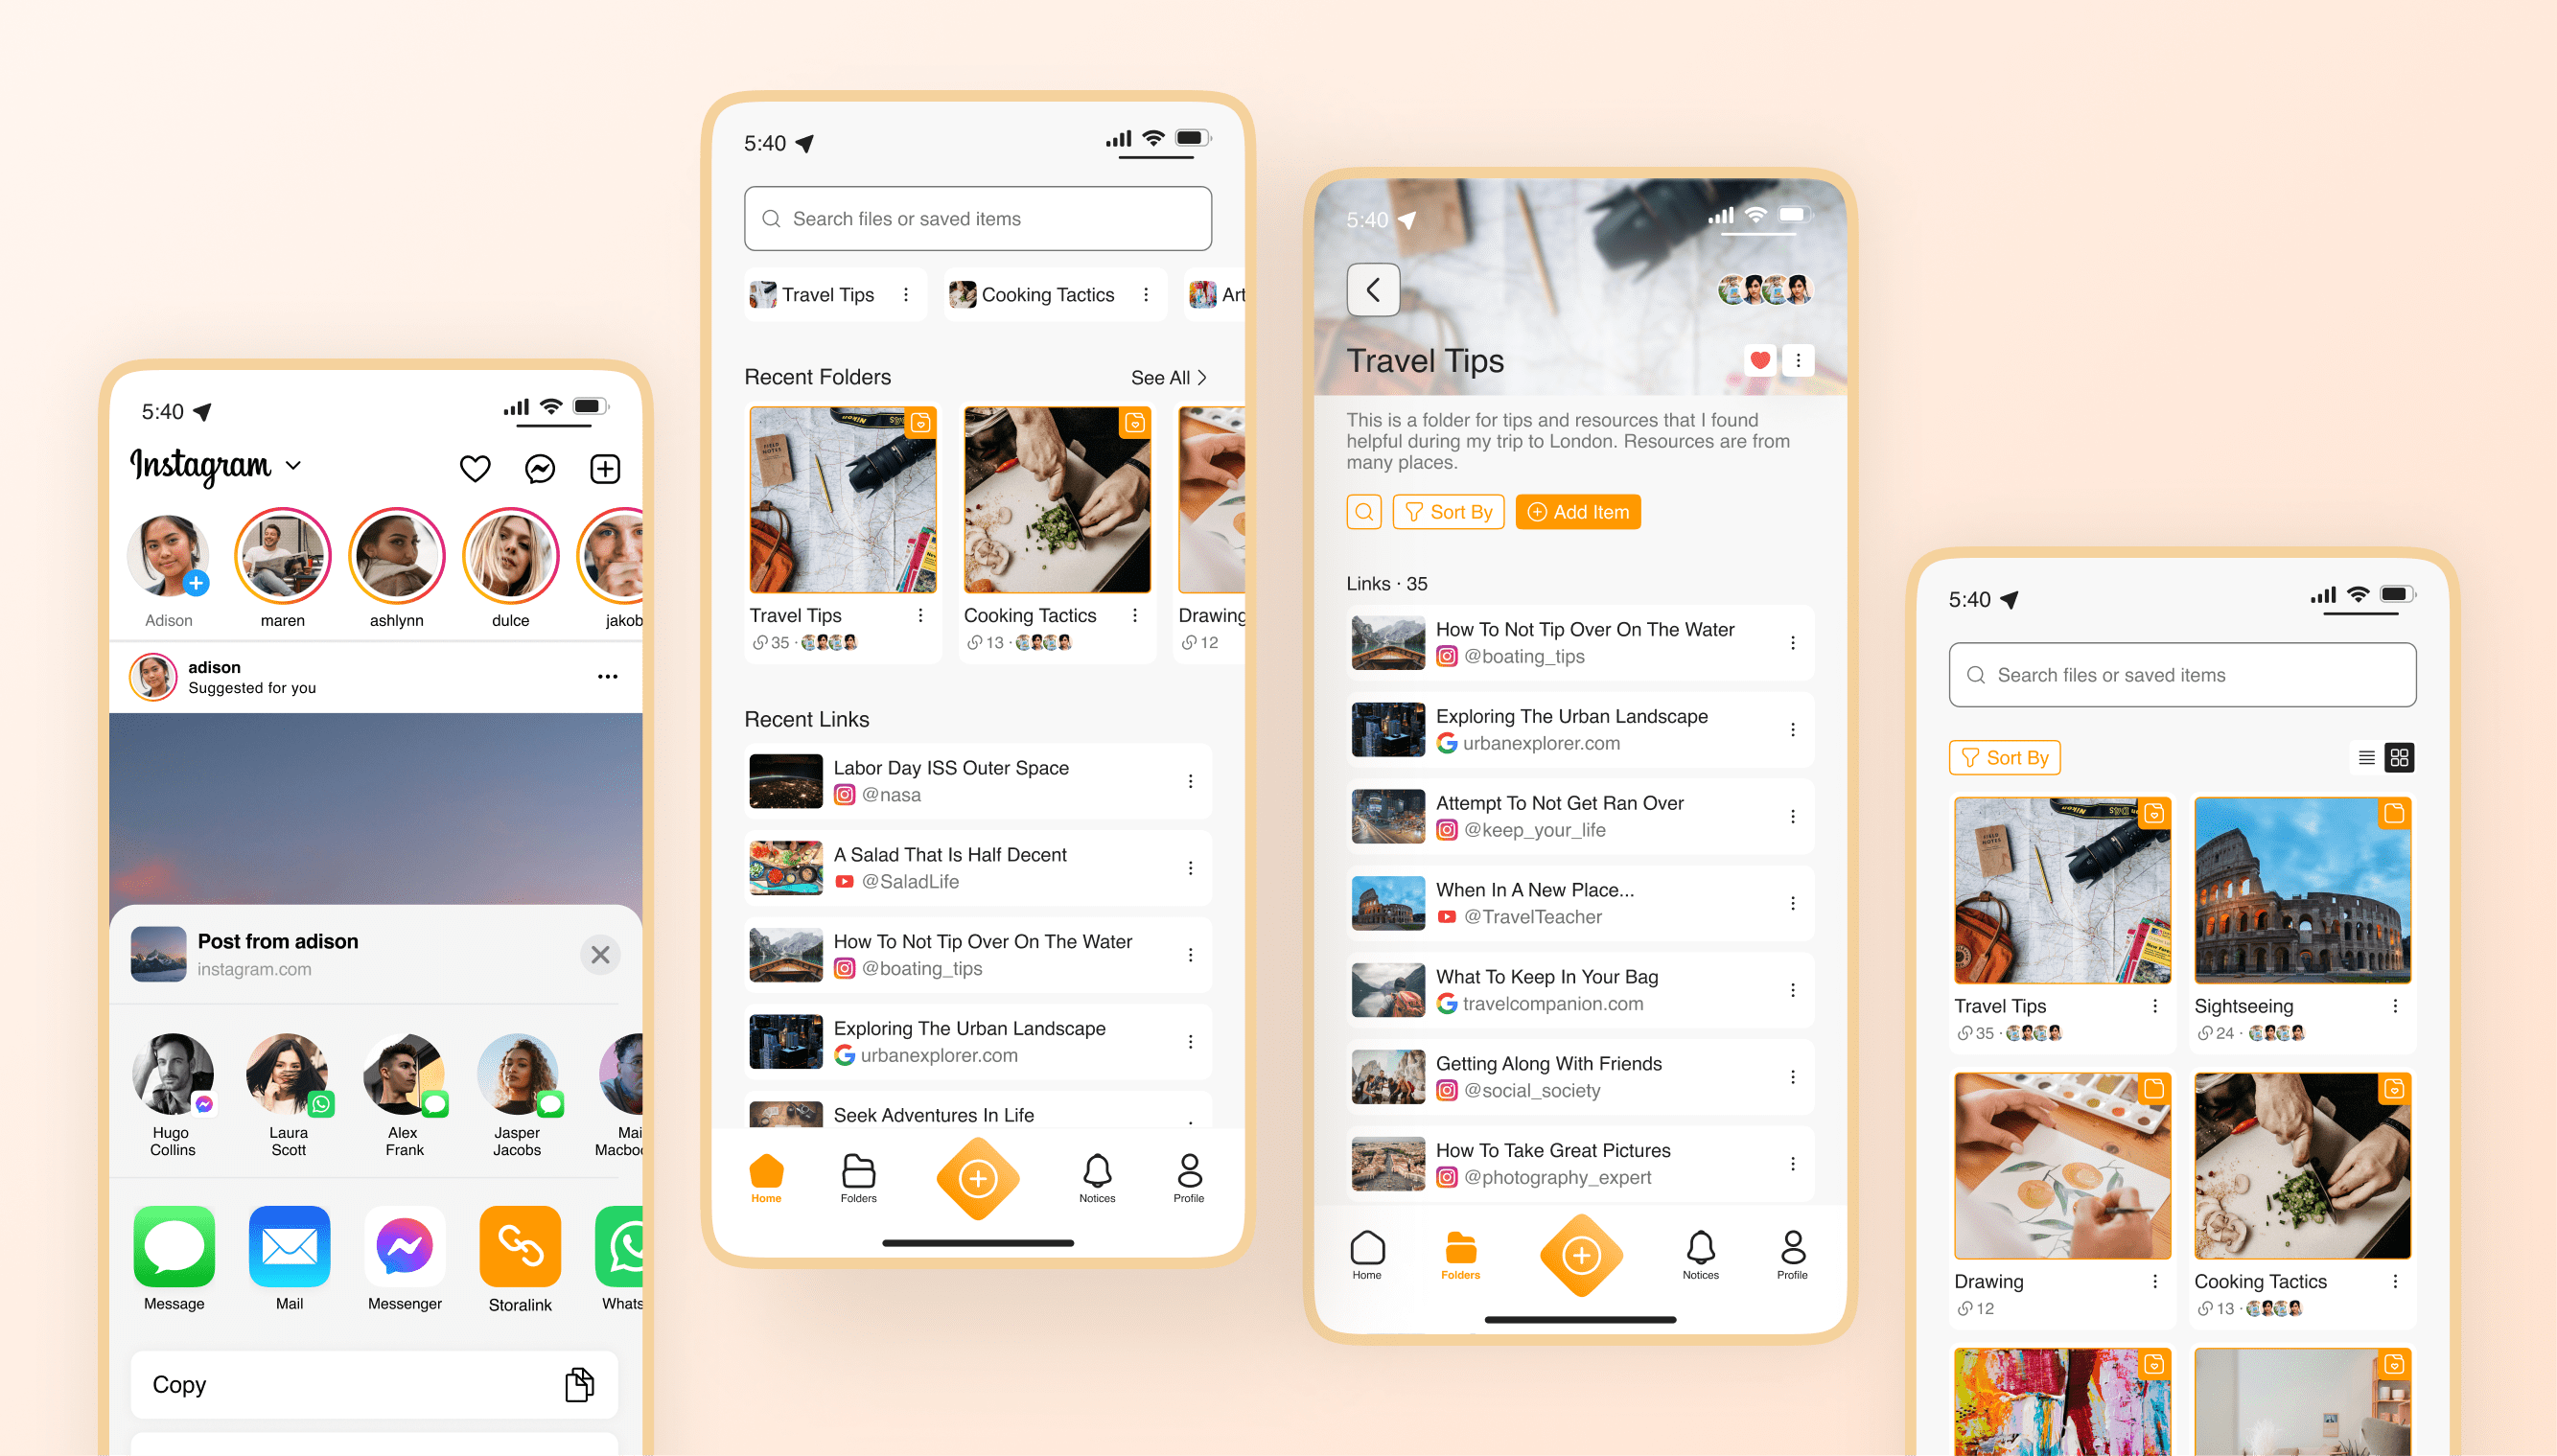 5:40
Instagram
Adison
maren
ashlynn
dulce
jakob
adison
Suggested for you
Post from adison
instagram.com
Hugo
Collins
Laura
Scott
Alex
Frank
Jasper
Jacobs
Mai
Macboo
Message
Mail
Messenger
Storalink
Whats
Copy
5:40
Search files or saved items
Travel Tips
Cooking Tactics
Art
Recent Folders
See All
FIELD NOTES
Nikon
Travel Tips
Cooking Tactics
Drawing
35 ·
13 ·
12
Recent Links
Labor Day ISS Outer Space
@nasa
A Salad That Is Half Decent
@SaladLife
How To Not Tip Over On The Water
@boating_tips
Exploring The Urban Landscape
urbanexplorer.com
Seek Adventures In Life
Home
Folders
Notices
Profile
5:40
Travel Tips
This is a folder for tips and resources that I found
helpful during my trip to London. Resources are from
many places.
Sort By
Add Item
Links · 35
How To Not Tip Over On The Water
@boating_tips
Exploring The Urban Landscape
urbanexplorer.com
Attempt To Not Get Ran Over
@keep_your_life
When In A New Place...
@TravelTeacher
What To Keep In Your Bag
travelcompanion.com
Getting Along With Friends
@social_society
How To Take Great Pictures
@photography_expert
Home
Folders
Notices
Profile
5:40
Search files or saved items
Sort By
FIELD NOTES
Nikon
Travel Tips
Sightseeing
35 ·
24 ·
Drawing
Cooking Tactics
12
13 ·